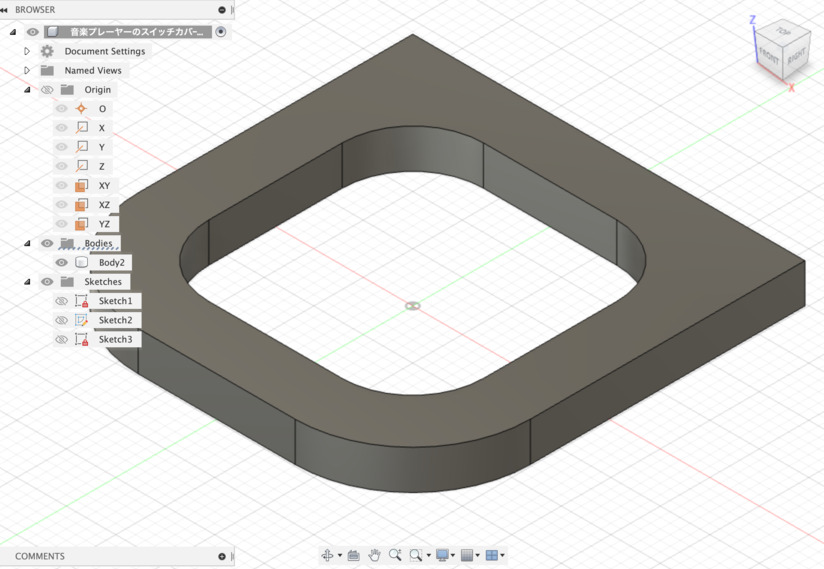 BROWSER
音楽プレーヤーのスイッチカバー...
Document Settings
Named Views
Origin
O
X
Y
Z
XY
XZ
YZ
Bodies
Body2
Sketches
Sketch1
Sketch2
Sketch3
Z
TOP
FRONT
RIGHT
X
COMMENTS